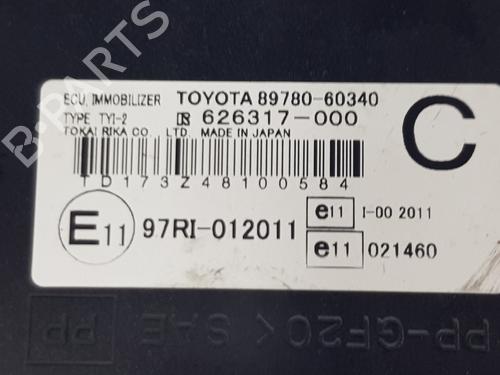 B-PARTS
ECU, IMMOBILIZER TOYOTA 89780-60340
TYPE TYI-2 626317-000
TOKAI RIKA CO., LTD. MADE IN JAPAN
C
TD173Z48100584
E11 97RI-012011
e11 I-00 2011
e11 021460
PP
PP-GF20< SAE